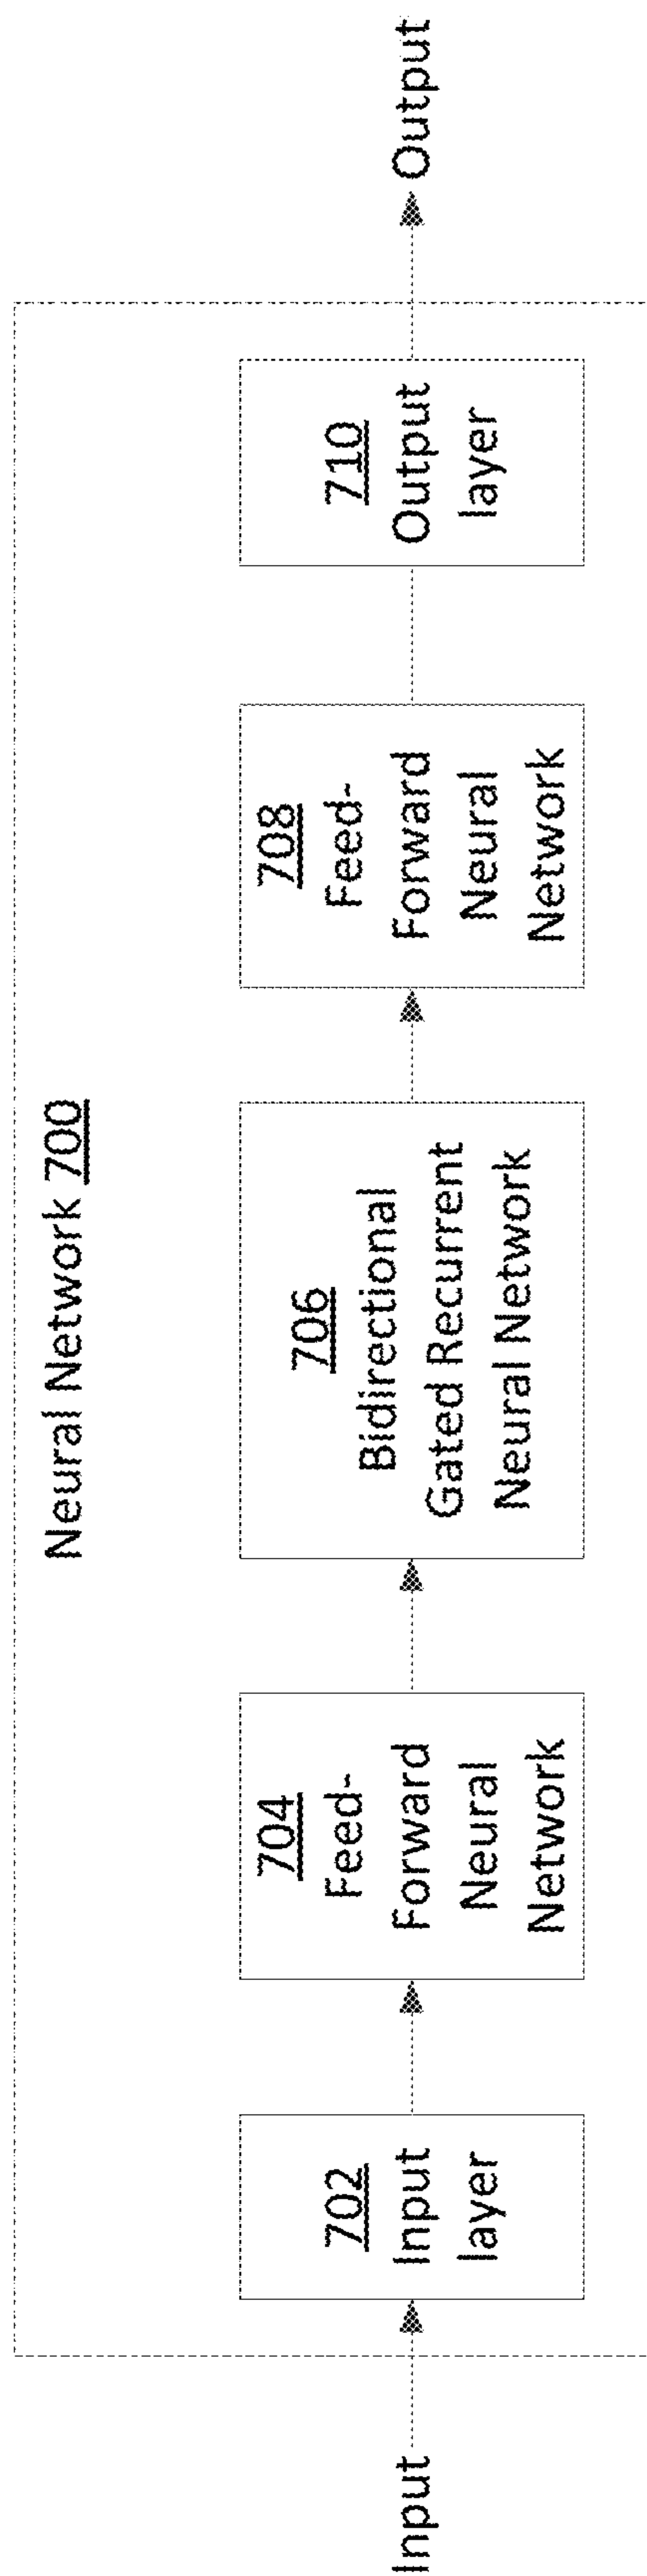 Neural Network 700
Input
702
Input
layer
704
Feed-
Forward
Neural
Network
706
Bidirectional
Gated Recurrent
Neural Network
708
Feed-
Forward
Neural
Network
710
Output
layer
Output